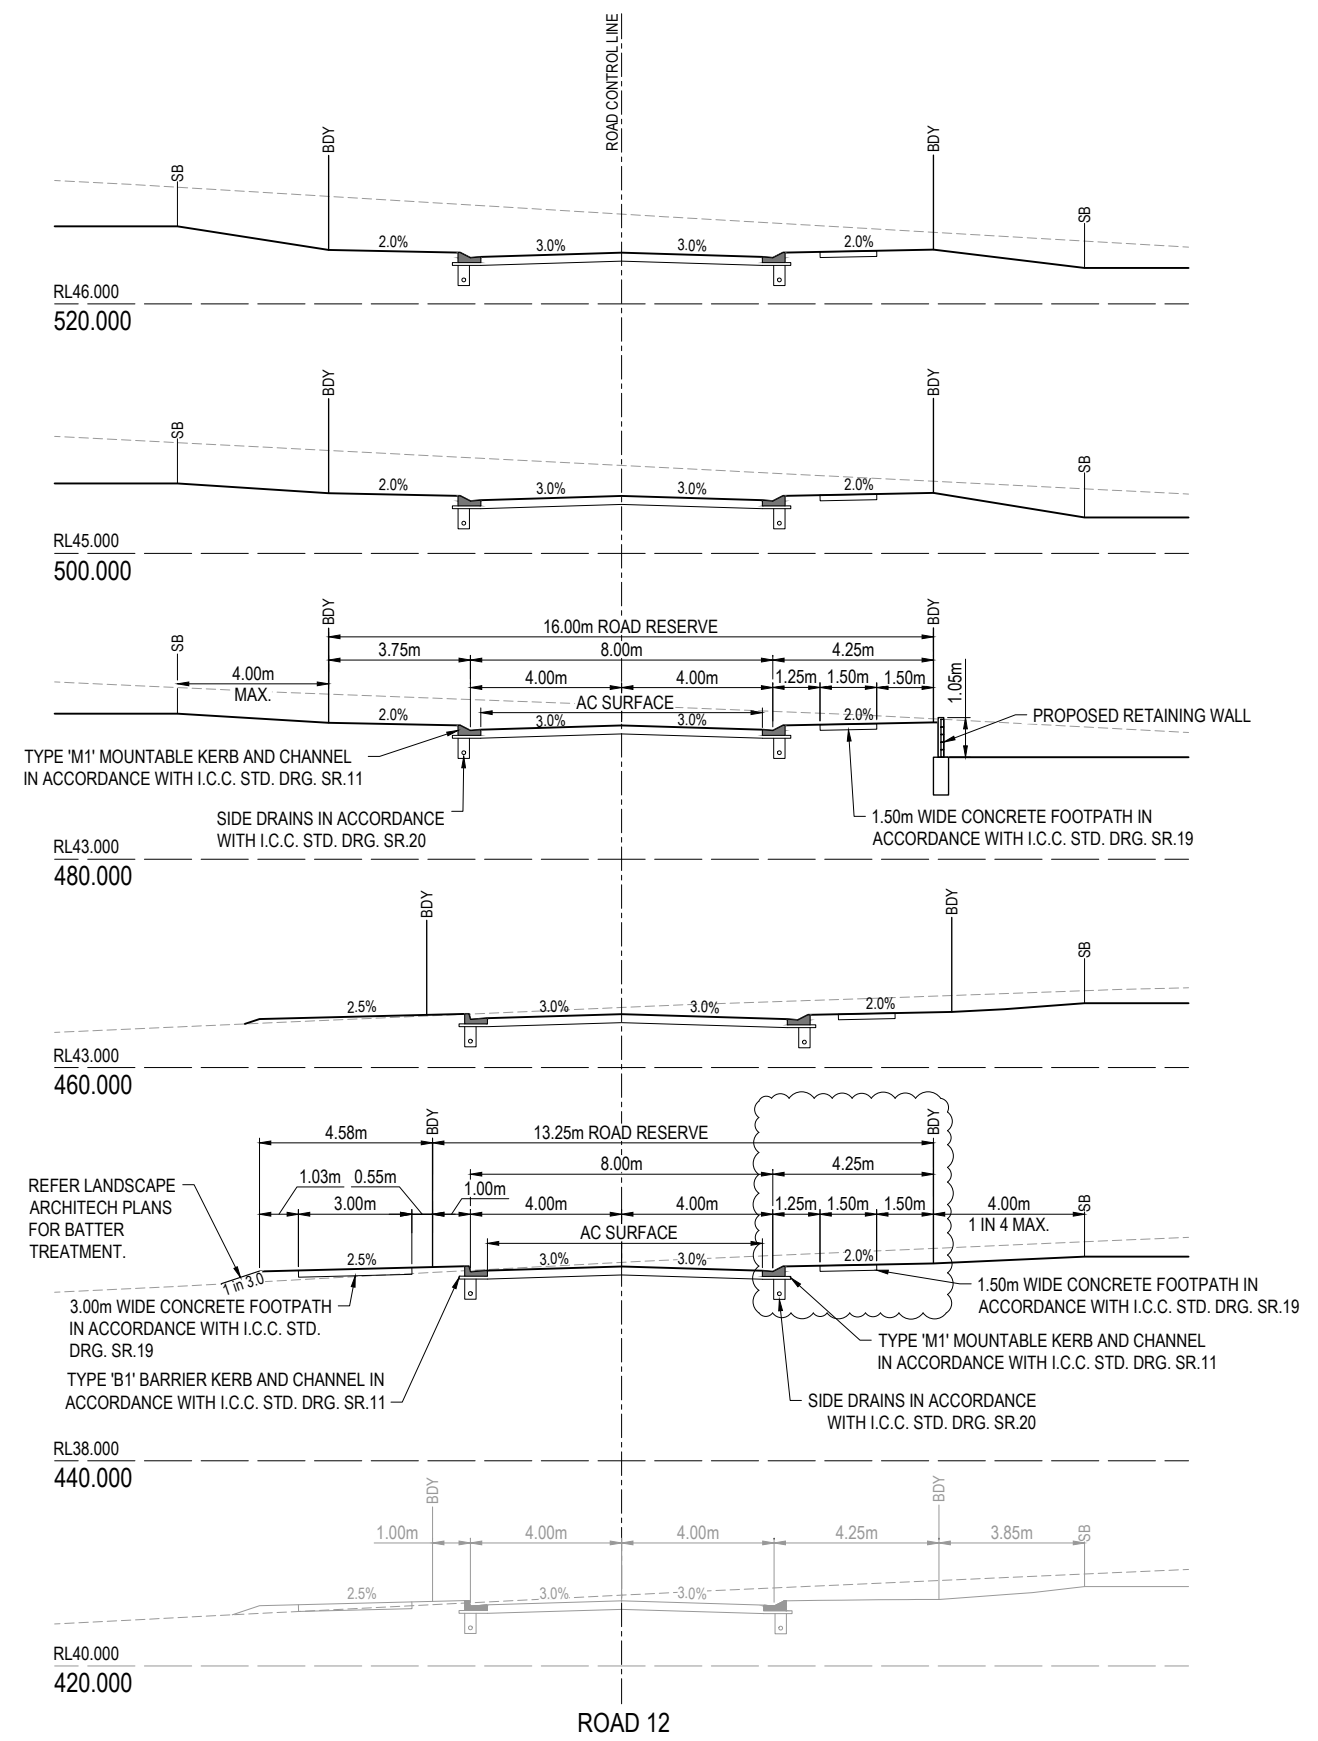 ROAD CONTROL LINE
BDY
BDY
SB
SB
2.0%
3.0%
3.0%
2.0%
RL46.000
520.000
BDY
BDY
SB
SB
2.0%
3.0%
3.0%
2.0%
RL45.000
500.000
BDY
BDY
SB
16.00m ROAD RESERVE
3.75m
8.00m
4.25m
4.00m
MAX.
4.00m
4.00m
1.25m
1.50m
1.50m
1.05m
AC SURFACE
2.0%
3.0%
3.0%
2.0%
PROPOSED RETAINING WALL
TYPE 'M1' MOUNTABLE KERB AND CHANNEL
IN ACCORDANCE WITH I.C.C. STD. DRG. SR.11
SIDE DRAINS IN ACCORDANCE
WITH I.C.C. STD. DRG. SR.20
1.50m WIDE CONCRETE FOOTPATH IN
ACCORDANCE WITH I.C.C. STD. DRG. SR.19
RL43.000
480.000
BDY
BDY
SB
2.5%
3.0%
3.0%
2.0%
RL43.000
460.000
BDY
BDY
4.58m
13.25m ROAD RESERVE
8.00m
4.25m
1.03m
0.55m
1.00m
3.00m
4.00m
4.00m
1.25m
1.50m
1.50m
4.00m
1 IN 4 MAX.
SB
REFER LANDSCAPE
ARCHITECH PLANS
FOR BATTER
TREATMENT.
AC SURFACE
1 in 3.0
2.5%
3.0%
3.0%
2.0%
3.00m WIDE CONCRETE FOOTPATH
IN ACCORDANCE WITH I.C.C. STD.
DRG. SR.19
1.50m WIDE CONCRETE FOOTPATH IN
ACCORDANCE WITH I.C.C. STD. DRG. SR.19
TYPE 'M1' MOUNTABLE KERB AND CHANNEL
IN ACCORDANCE WITH I.C.C. STD. DRG. SR.11
TYPE 'B1' BARRIER KERB AND CHANNEL IN
ACCORDANCE WITH I.C.C. STD. DRG. SR.11
SIDE DRAINS IN ACCORDANCE
WITH I.C.C. STD. DRG. SR.20
RL38.000
440.000
BDY
BDY
1.00m
4.00m
4.00m
4.25m
3.85m
SB
2.5%
3.0%
3.0%
RL40.000
420.000
ROAD 12